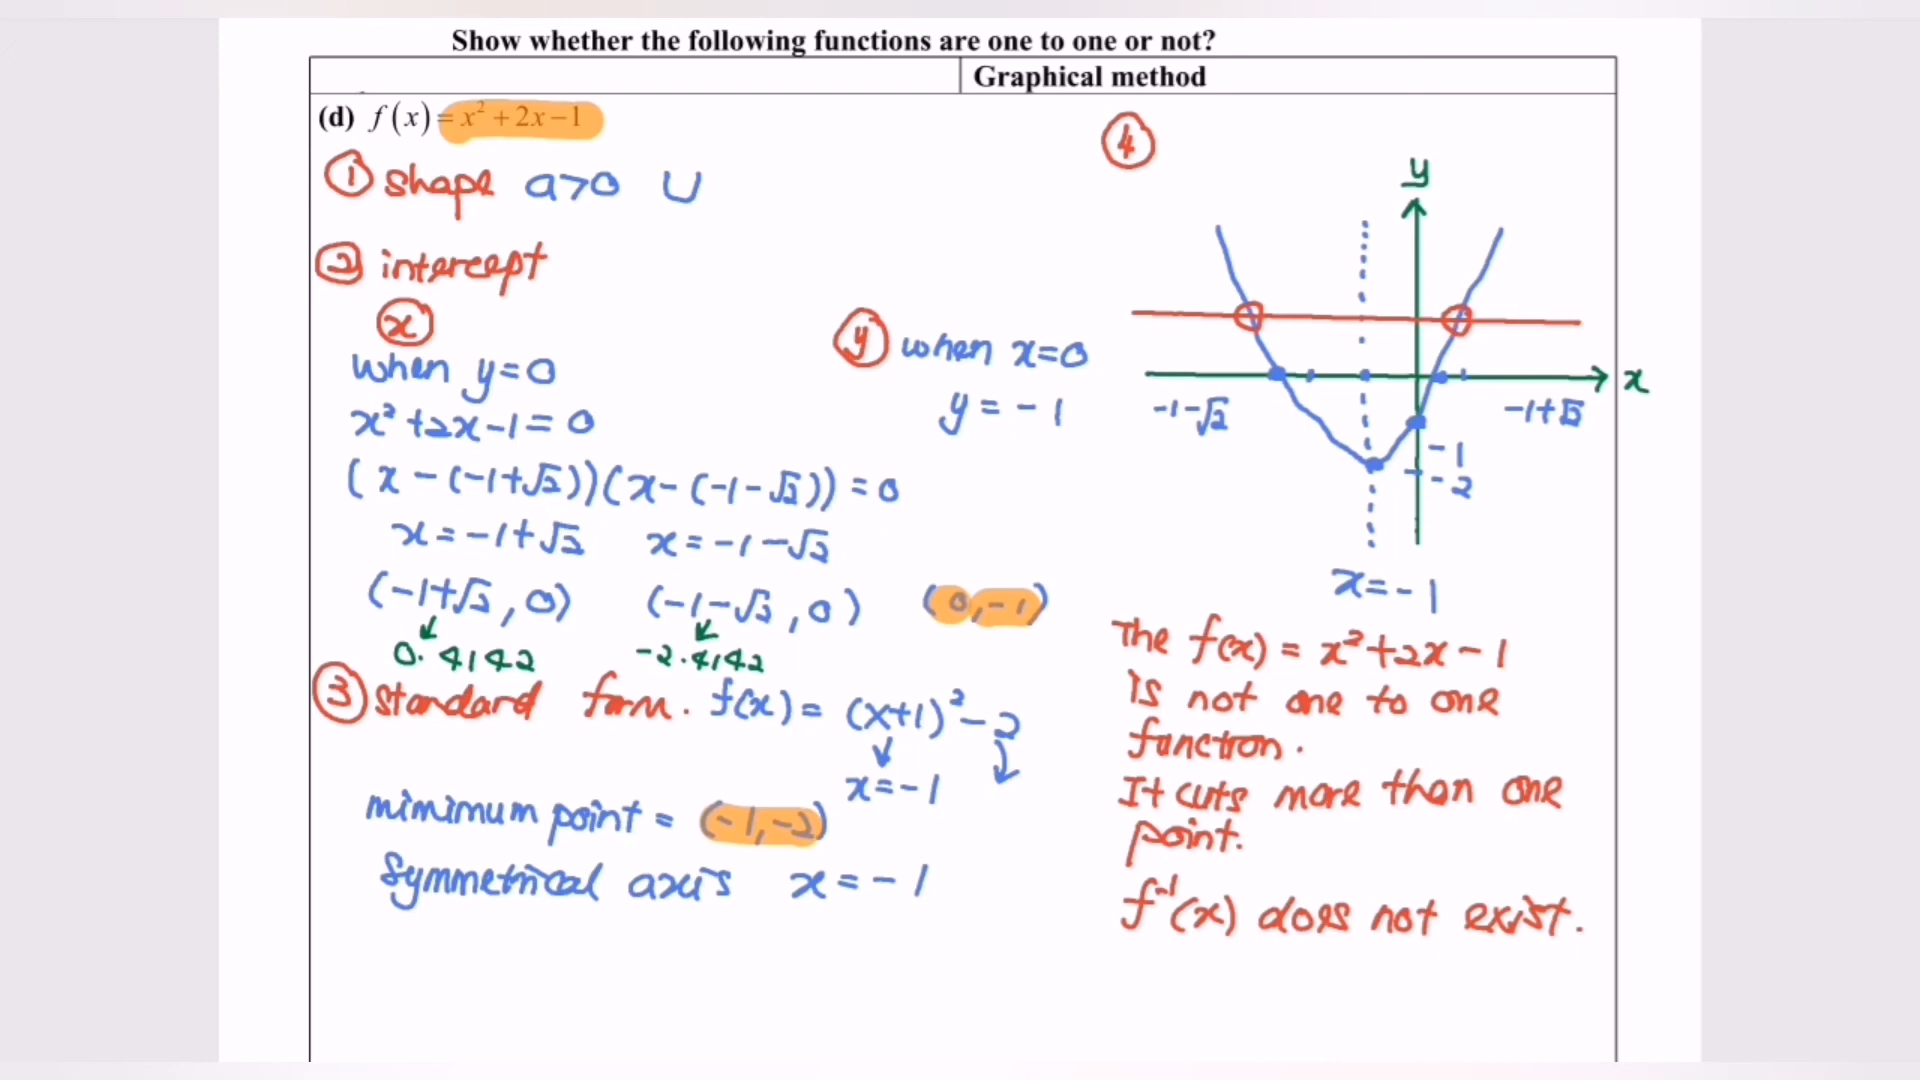 Show whether the following functions are one to one or not?
Graphical method
(d) f(x) = x² + 2x − 1
① shape a>0 U
② intercept
x
when y=0
x² +2x-1 = 0
(x - (-1+√2))(x - (-1-√2)) = 0
x = -1+√2 x = -1-√2
(-1+√2, 0) (-1-√2, 0)
0.4142 -2.4142
y when x=0
y = -1
(0, -1)
③ standard form. f(x) = (x+1)² - 2
x = -1
mimimum point = (-1, -2)
Symmetrical axis x = -1
④
y
x
-1-√2 -1+√2
-1
-2
x = -1
The f(x) = x²+2x-1
is not one to one
function.
It cuts more than one
point.
f⁻¹(x) does not exist.